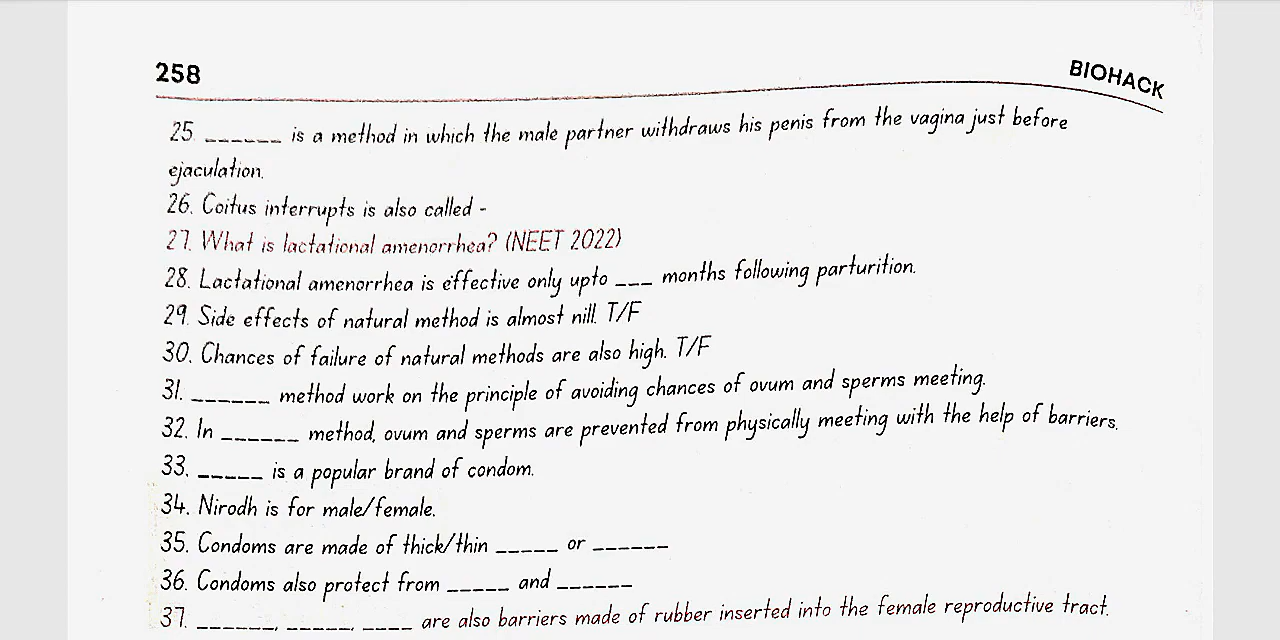 258
BIOHACK
25. ______ is a method in which the male partner withdraws his penis from the vagina just before
ejaculation.
26. Coitus interrupts is also called -
27. What is lactational amenorrhea? (NEET 2022)
28. Lactational amenorrhea is effective only upto ___ months following parturition.
29. Side effects of natural method is almost nill. T/F
30. Chances of failure of natural methods are also high. T/F
31. ______ method work on the principle of avoiding chances of ovum and sperms meeting.
32. In ______ method, ovum and sperms are prevented from physically meeting with the help of barriers.
33. _____ is a popular brand of condom.
34. Nirodh is for male/female.
35. Condoms are made of thick/thin _____ or ______
36. Condoms also protect from _____ and ______
37. ______, _____, ____ are also barriers made of rubber inserted into the female reproductive tract.